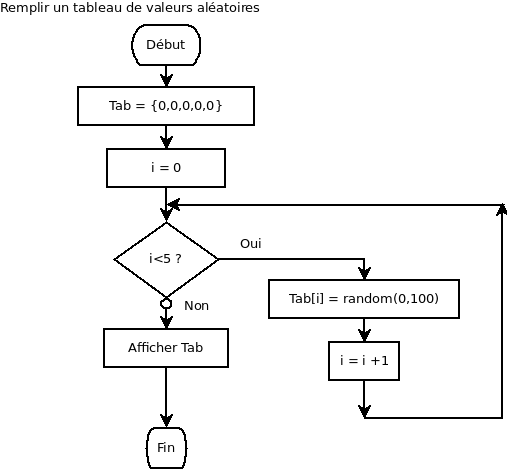 Remplir un tableau de valeurs aléatoires
Début
Tab = {0,0,0,0,0}
i = 0
i<5 ?
Oui
Tab[i] = random(0,100)
i = i +1
Non
Afficher Tab
Fin